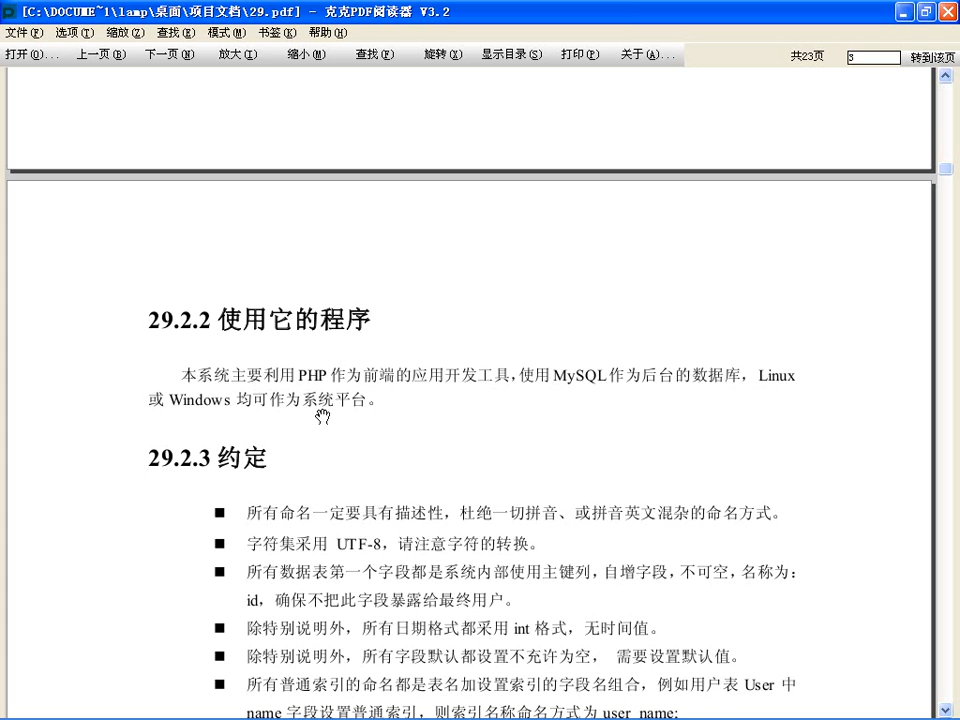 [C:\DOCUME~1\lamp\桌面\项目文档\29.pdf] - 克克PDF阅读器 V3.2
文件(F) 选项(T) 缩放(Z) 查找(E) 模式(M) 书签(K) 帮助(H)
打开(O)... 上一页(B) 下一页(N) 放大(I) 缩小(M) 查找(F) 旋转(X) 显示目录(S) 打印(P) 关于(A)... 共23页 3 转到该页
29.2.2 使用它的程序
本系统主要利用PHP作为前端的应用开发工具,使用MySQL作为后台的数据库,Linux
或 Windows 均可作为系统平台。
29.2.3 约定
■ 所有命名一定要具有描述性,杜绝一切拼音、或拼音英文混杂的命名方式。
■ 字符集采用 UTF-8,请注意字符的转换。
■ 所有数据表第一个字段都是系统内部使用主键列,自增字段,不可空,名称为:
id,确保不把此字段暴露给最终用户。
■ 除特别说明外,所有日期格式都采用 int 格式,无时间值。
■ 除特别说明外,所有字段默认都设置不充许为空, 需要设置默认值。
■ 所有普通索引的命名都是表名加设置索引的字段名组合,例如用户表 User 中
name 字段设置普通索引,则索引名称命名方式为 user_name;